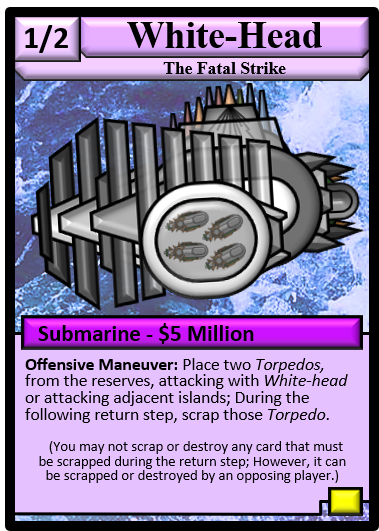 1/2
White-Head
The Fatal Strike
Submarine - $5 Million
Offensive Maneuver: Place two Torpedos,
from the reserves, attacking with White-head
or attacking adjacent islands; During the
following return step, scrap those Torpedo.
(You may not scrap or destroy any card that must
be scrapped during the return step; However, it can
be scrapped or destroyed by an opposing player.)